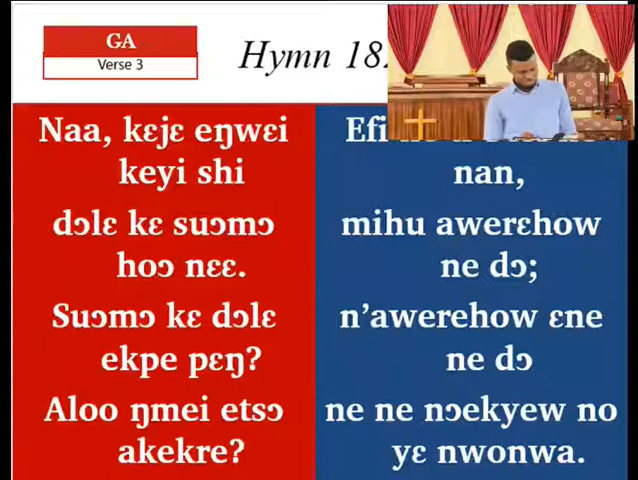 GA
Verse 3
Hymn 18
Naa, kɛjɛ eŋwɛi
keyi shi
dɔlɛ kɛ suɔmɔ
hoɔ nɛɛ.
Suɔmɔ kɛ dɔlɛ
ekpe pɛŋ?
Aloo ŋmei etsɔ
akekre?
nan,
mihu awerɛhow
ne dɔ;
n’awerehow ɛne
ne dɔ
ne ne nɔekyew no
yɛ nwonwa.